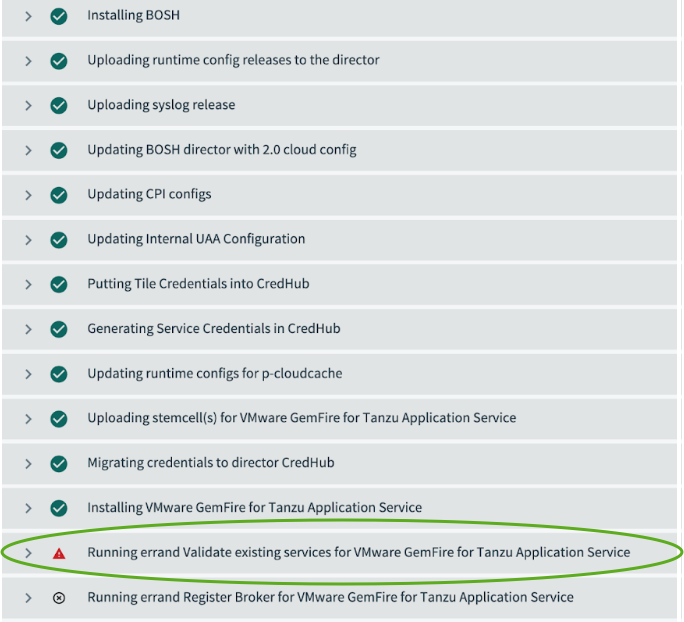 Installing BOSH
Uploading runtime config releases to the director
Uploading syslog release
Updating BOSH director with 2.0 cloud config
Updating CPI configs
Updating Internal UAA Configuration
Putting Tile Credentials into CredHub
Generating Service Credentials in CredHub
Updating runtime configs for p-cloudcache
Uploading stemcell(s) for VMware GemFire for Tanzu Application Service
Migrating credentials to director CredHub
Installing VMware GemFire for Tanzu Application Service
Running errand Validate existing services for VMware GemFire for Tanzu Application Service
Running errand Register Broker for VMware GemFire for Tanzu Application Service